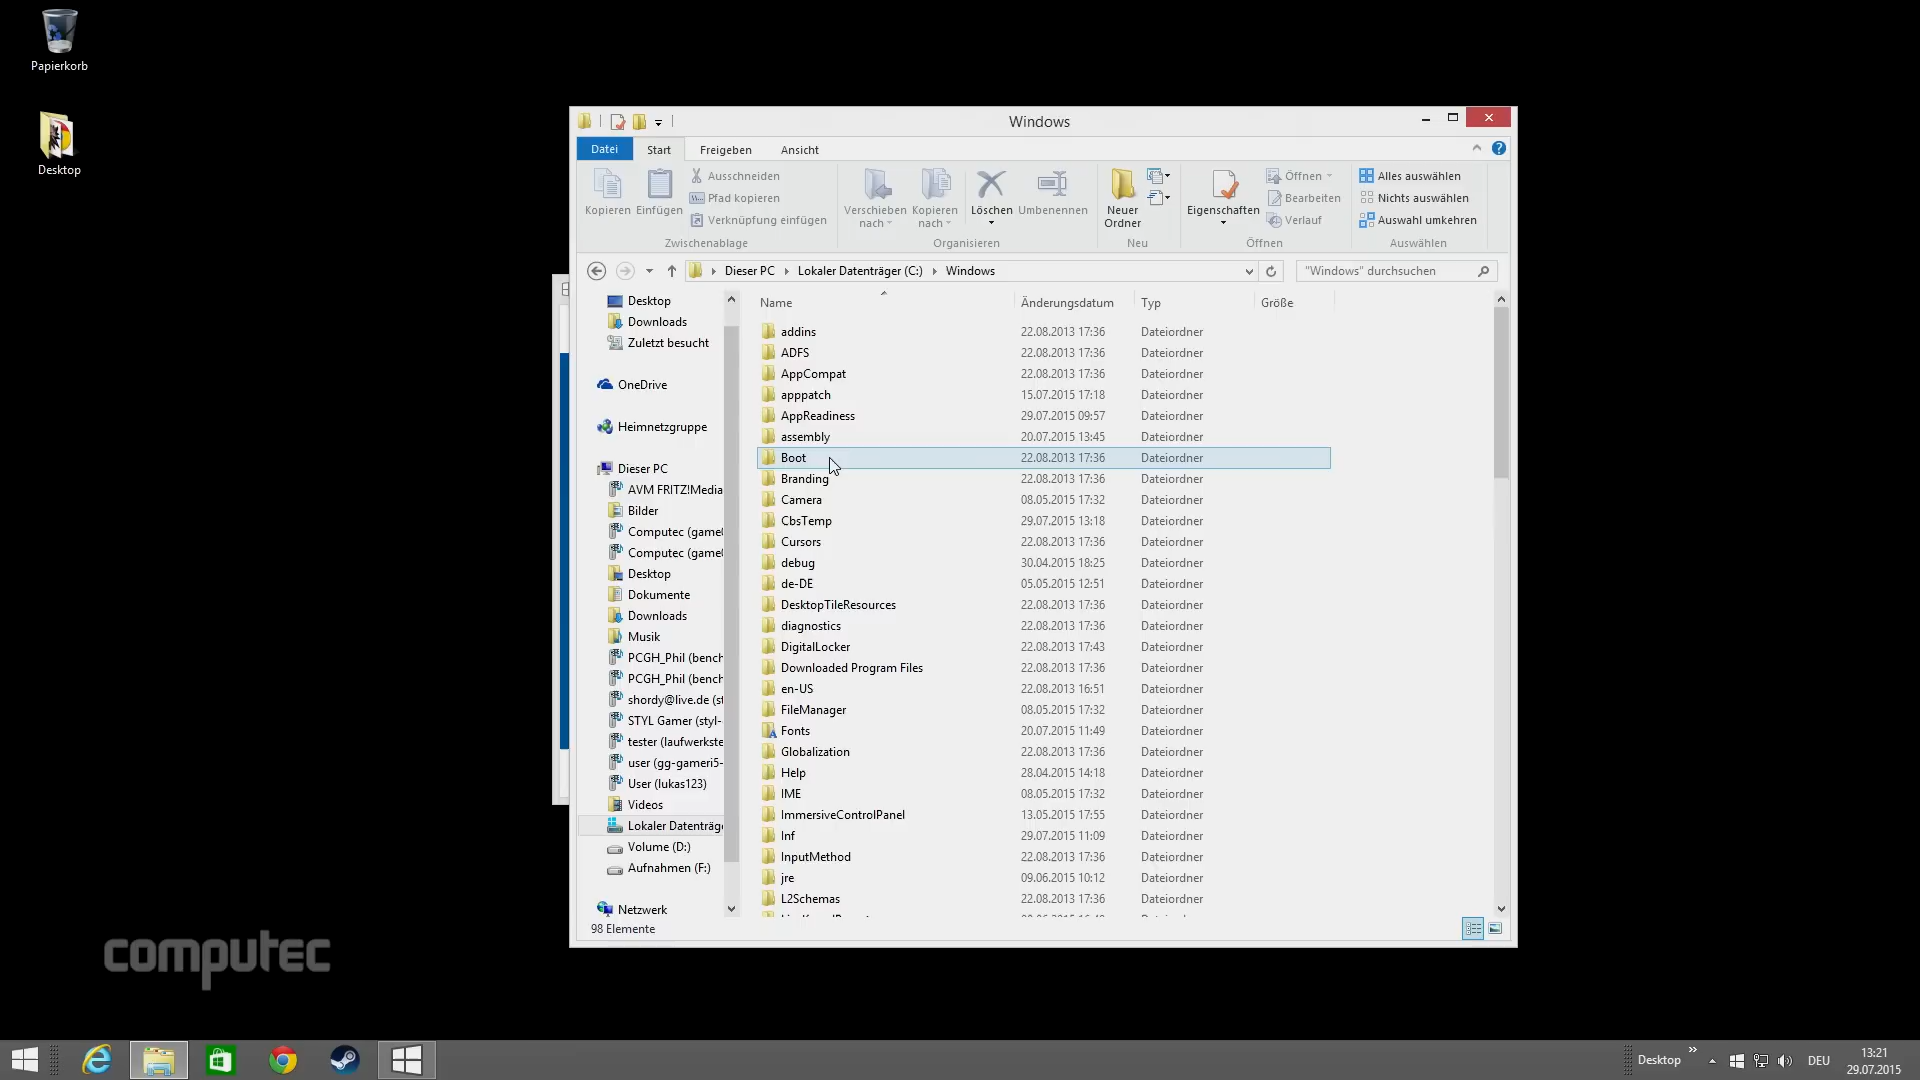 Papierkorb
Desktop
Windows
Datei Start Freigeben Ansicht
Kopieren
Einfügen
Ausschneiden
Pfad kopieren
Verknüpfung einfügen
Zwischenablage
Verschieben nach
Kopieren nach
Löschen
Umbenennen
Organisieren
Neuer Ordner
Neu
Eigenschaften
Öffnen
Bearbeiten
Verlauf
Öffnen
Alles auswählen
Nichts auswählen
Auswahl umkehren
Auswählen
Dieser PC Lokaler Datenträger (C:) Windows
"Windows" durchsuchen
Desktop
Downloads
Zuletzt besucht
OneDrive
Heimnetzgruppe
Dieser PC
AVM FRITZ!Media
Bilder
Computec (game
Computec (game
Desktop
Dokumente
Downloads
Musik
PCGH_Phil (bench
PCGH_Phil (bench
shordy@live.de (st
STYL Gamer (styl-
tester (laufwerkste
user (gg-gameri5-
User (lukas123)
Videos
Lokaler Datenträge
Volume (D:)
Aufnahmen (F:)
Netzwerk
Name Änderungsdatum Typ Größe
addins 22.08.2013 17:36 Dateiordner
ADFS 22.08.2013 17:36 Dateiordner
AppCompat 22.08.2013 17:36 Dateiordner
apppatch 15.07.2015 17:18 Dateiordner
AppReadiness 29.07.2015 09:57 Dateiordner
assembly 20.07.2015 13:45 Dateiordner
Boot 22.08.2013 17:36 Dateiordner
Branding 22.08.2013 17:36 Dateiordner
Camera 08.05.2015 17:32 Dateiordner
CbsTemp 29.07.2015 13:18 Dateiordner
Cursors 22.08.2013 17:36 Dateiordner
debug 30.04.2015 18:25 Dateiordner
de-DE 05.05.2015 12:51 Dateiordner
DesktopTileResources 22.08.2013 17:36 Dateiordner
diagnostics 22.08.2013 17:36 Dateiordner
DigitalLocker 22.08.2013 17:43 Dateiordner
Downloaded Program Files 22.08.2013 17:36 Dateiordner
en-US 22.08.2013 16:51 Dateiordner
FileManager 08.05.2015 17:32 Dateiordner
Fonts 20.07.2015 11:49 Dateiordner
Globalization 22.08.2013 17:36 Dateiordner
Help 28.04.2015 14:18 Dateiordner
IME 08.05.2015 17:32 Dateiordner
ImmersiveControlPanel 13.05.2015 17:55 Dateiordner
Inf 29.07.2015 11:09 Dateiordner
InputMethod 22.08.2013 17:36 Dateiordner
jre 09.06.2015 10:12 Dateiordner
L2Schemas 22.08.2013 17:36 Dateiordner
98 Elemente
computec
Desktop
DEU
13:21
29.07.2015